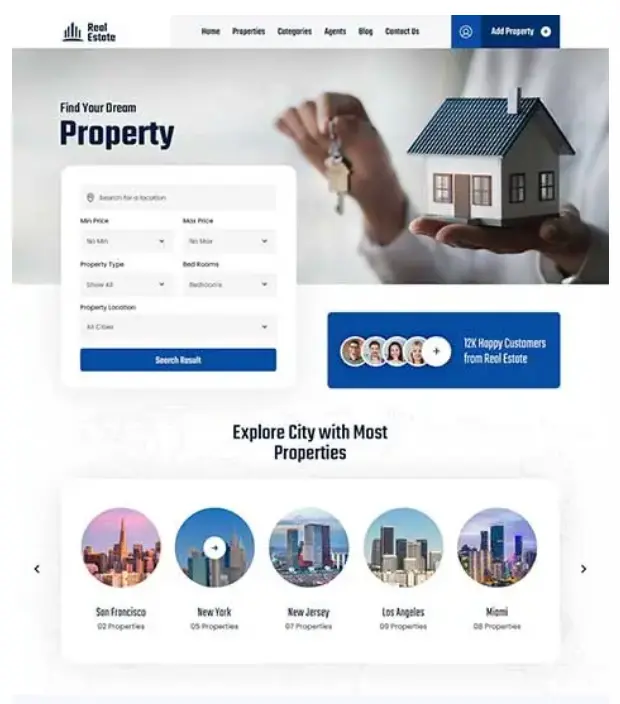 Real
Estate
Home Properties Categories Agents Blog Contact Us
Add Property
Find Your Dream
Property
Search for a location
Min Price Max Price
No Min No Max
Property Type Bed Rooms
Show All Bedrooms
Property Location
All Cities
Search Result
12K Happy Customers
from Real Estate
Explore City with Most
Properties
San Francisco New York New Jersey Los Angeles Miami
02 Properties 05 Properties 07 Properties 09 Properties 08 Properties